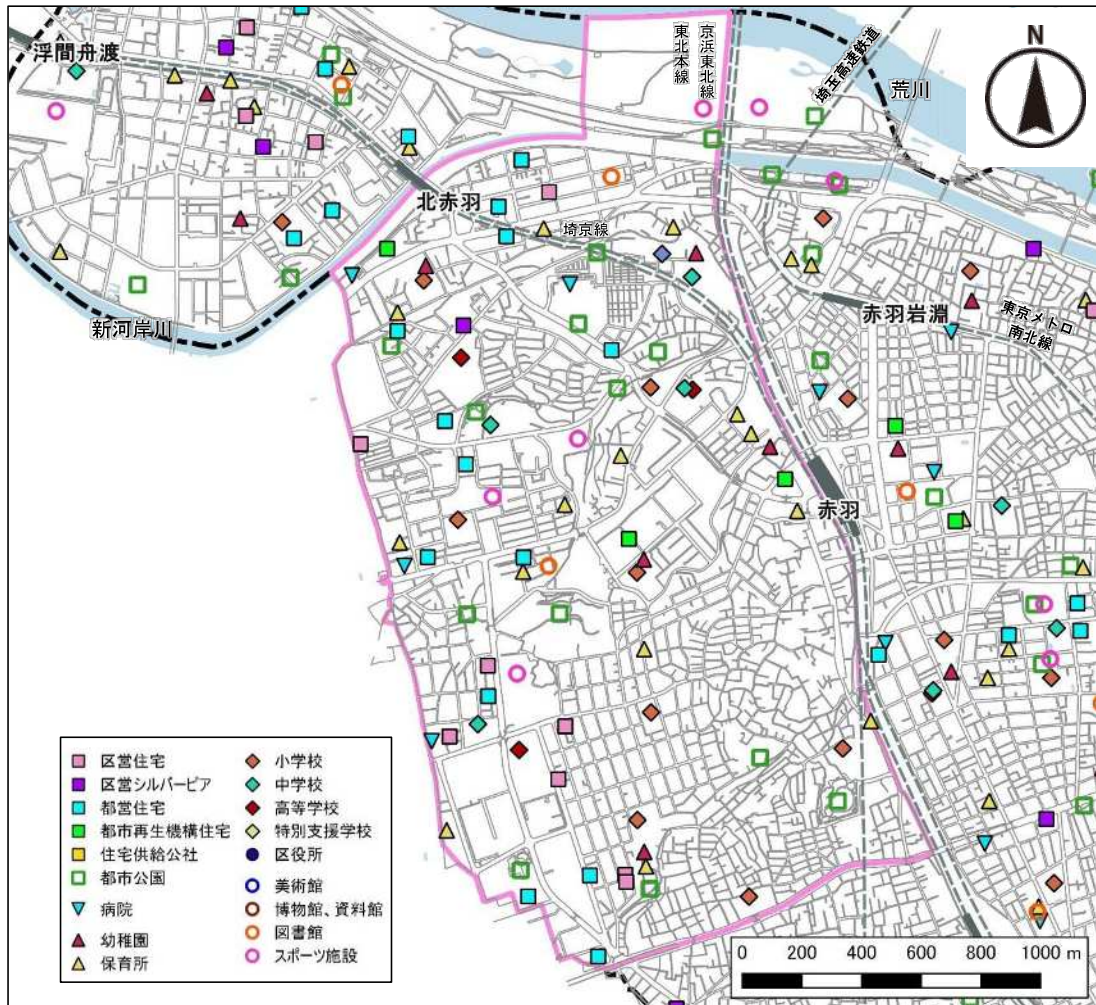 浮間舟渡
東北本線
京浜東北線
埼玉高速鉄道
荒川
N
北赤羽
埼京線
新河岸川
赤羽岩淵
東京メトロ
南北線
赤羽
区営住宅
区営シルバーピア
都営住宅
都市再生機構住宅
住宅供給公社
都市公園
病院
幼稚園
保育所
小学校
中学校
高等学校
特別支援学校
区役所
美術館
博物館、資料館
図書館
スポーツ施設
0 200 400 600 800 1000 m